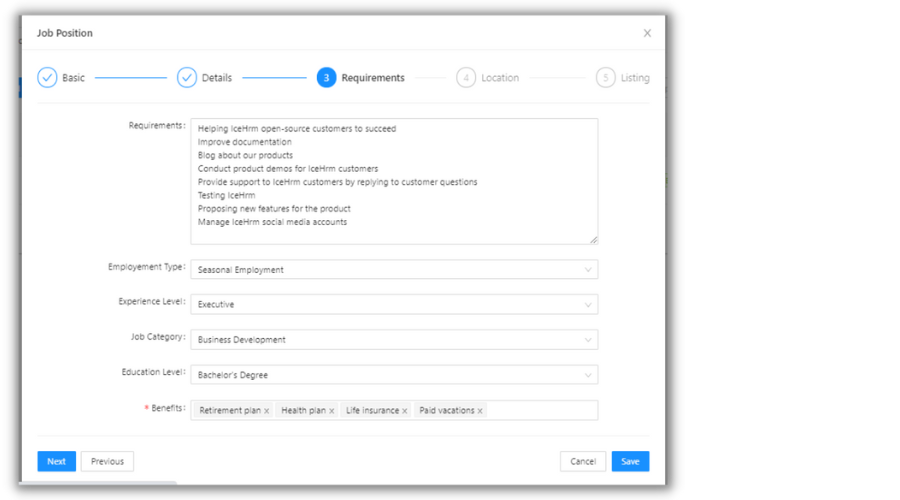 Job Position
Basic
Details
3 Requirements
4 Location
5 Listing
Requirements:
Helping IceHrm open-source customers to succeed
Improve documentation
Blog about our products
Conduct product demos for IceHrm customers
Provide support to IceHrm customers by replying to customer questions
Testing IceHrm
Proposing new features for the product
Manage IceHrm social media accounts
Employement Type: Seasonal Employment
Experience Level: Executive
Job Category: Business Development
Education Level: Bachelor's Degree
* Benefits: Retirement plan x Health plan x Life insurance x Paid vacations x
Next Previous Cancel Save